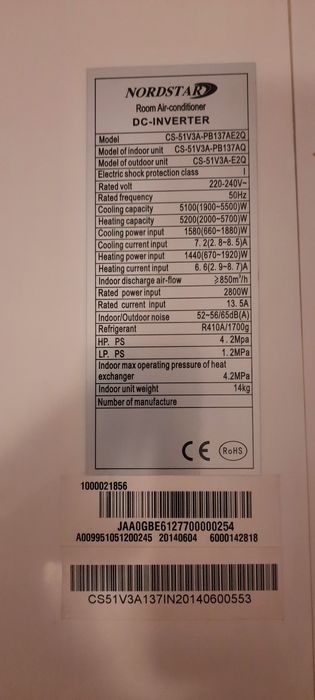 NORDSTAR
Room Air-conditioner
DC-INVERTER
Model CS-51V3A-PB137AE2Q
Model of indoor unit CS-51V3A-PB137AQ
Model of outdoor unit CS-51V3A-E2Q
Electric shock protection class I
Rated volt 220-240V~
Rated frequency 50Hz
Cooling capacity 5100(1900~5500)W
Heating capacity 5200(2000~5700)W
Cooling power input 1580(660~1880)W
Cooling current input 7.2(2.8~8.5)A
Heating power input 1440(670~1920)W
Heating current input 6.6(2.9~8.7)A
Indoor discharge air-flow ≥850m³/h
Rated power input 2800W
Rated current input 13.5A
Indoor/Outdoor noise 52~56/65dB(A)
Refrigerant R410A/1700g
HP. PS 4.2Mpa
LP. PS 1.2MPa
Indoor max operating pressure of heat
exchanger 4.2MPa
Indoor unit weight 14kg
Number of manufacture
CE RoHS
1000021856
JAA0GBE6127700000254
A009951051200245 20140604 6000142818
CS51V3A137IN20140600553